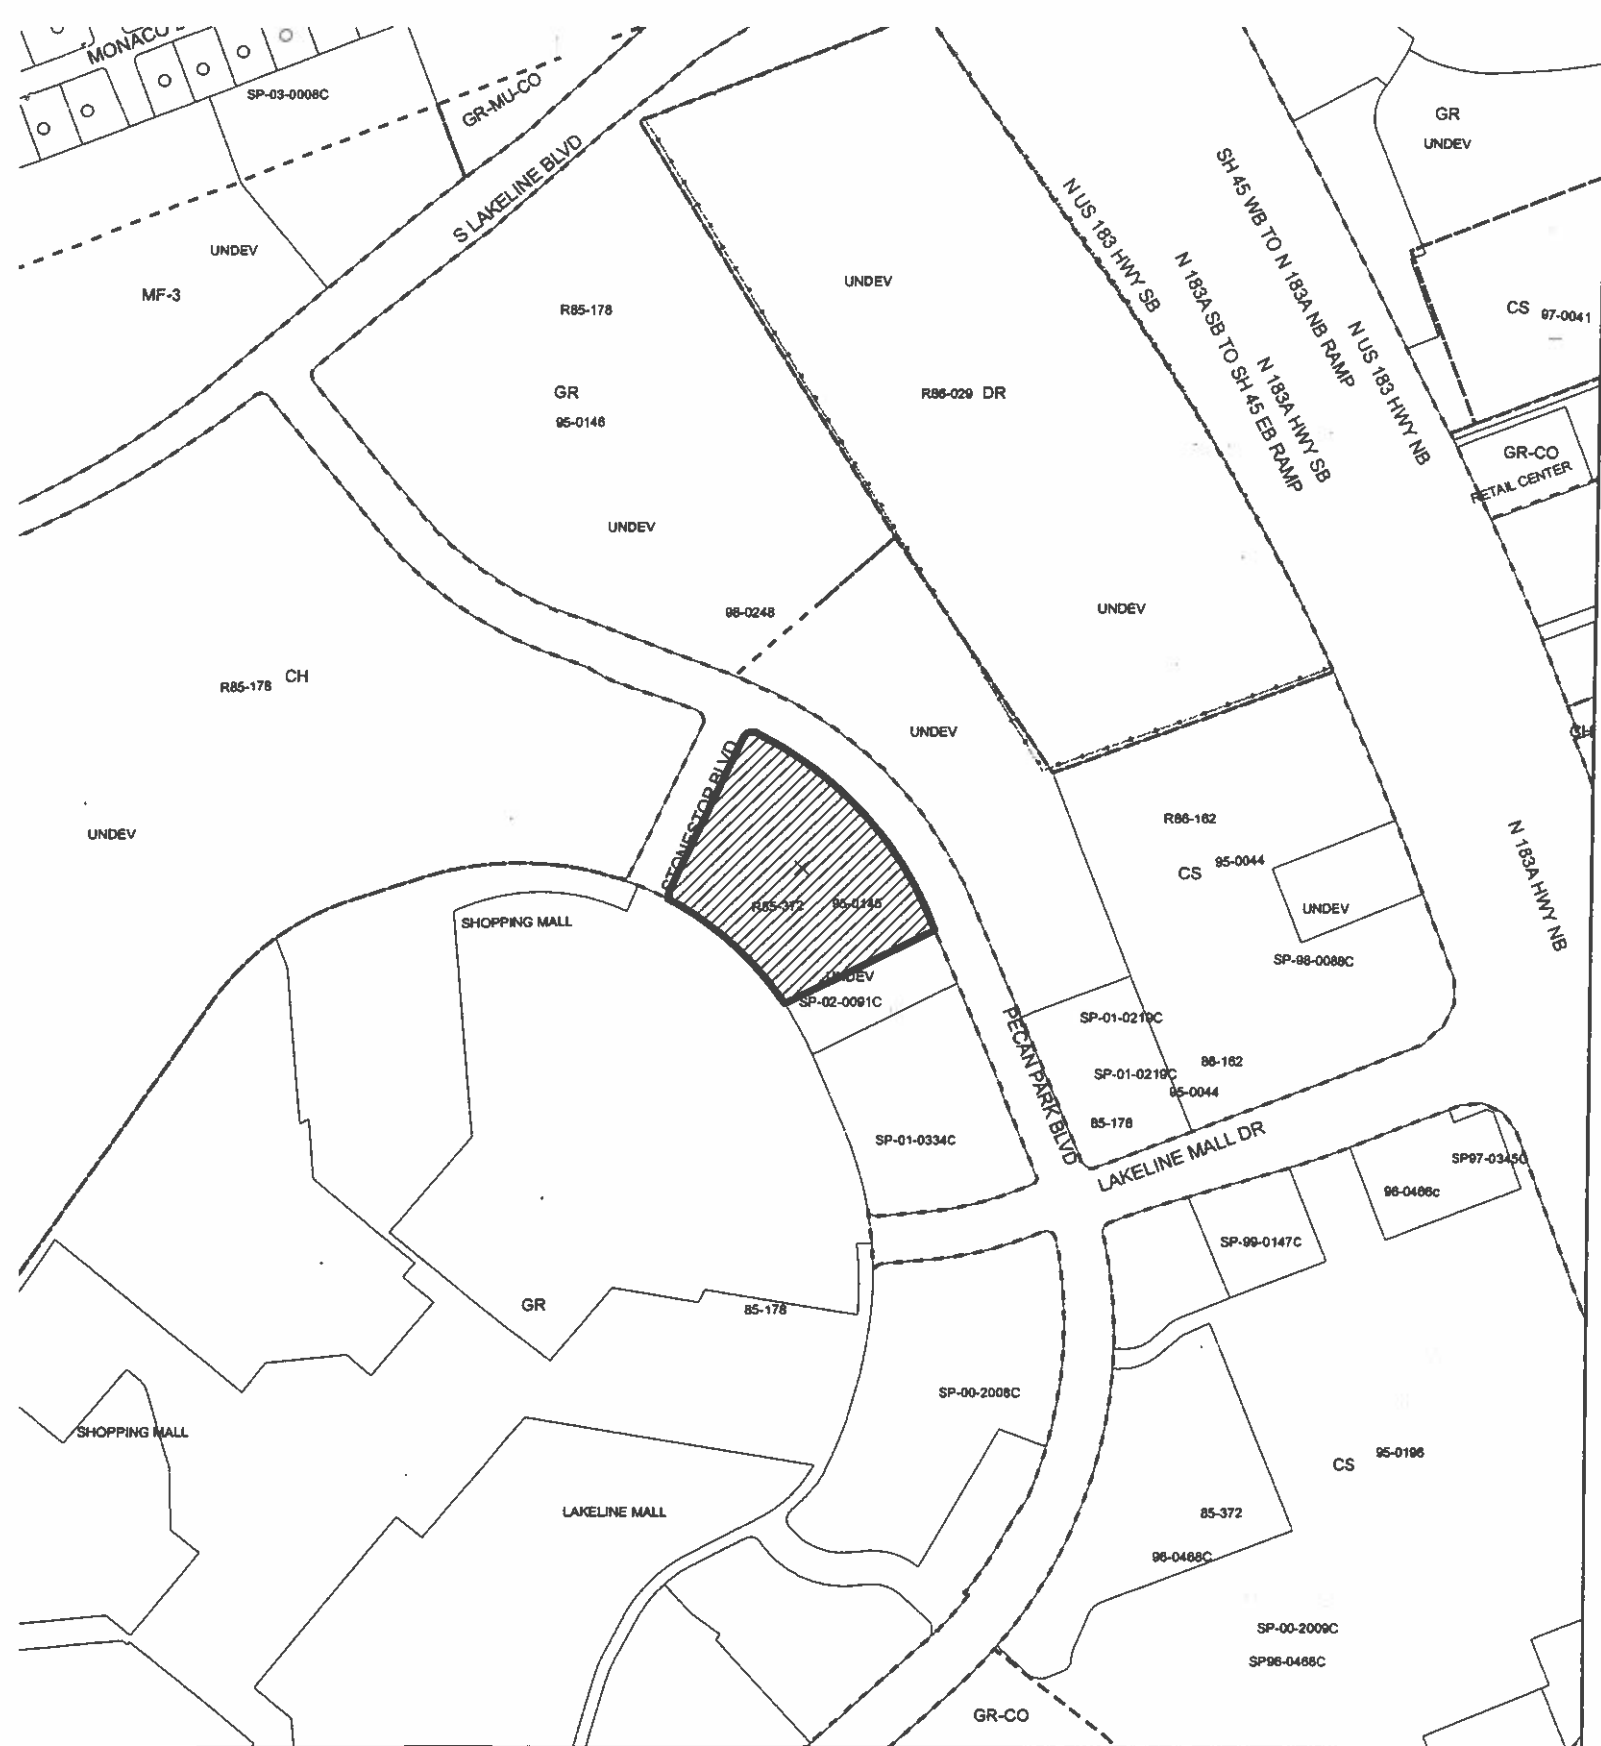 MONACO
SP-03-0008C
GR-MU-CO
S LAKELINE BLVD
GR
UNDEV
UNDEV
MF-3
N US 183 HWY SB
SH 45 WB TO N 183A NB RAMP
N 183A SB TO SH 45 EB RAMP
N 183A HWY SB
N US 183 HWY NB
CS 97-0041
UNDEV
R85-178
GR
95-0146
R86-029 DR
GR-CO
RETAIL CENTER
UNDEV
98-0248
UNDEV
R85-178 CH
UNDEV
CH
STONESTOR BLVD
UNDEV
R86-162
CS 95-0044
N 183A HWY NB
R85-372 95-0145
UNDEV
SHOPPING MALL
UNDEV
SP-02-0091C
SP-98-0088C
PECAN PARK BLVD
SP-01-0219C
86-162
SP-01-0219C
95-0044
85-178
SP-01-0334C
LAKELINE MALL DR
SP97-0345C
96-0466c
SP-99-0147C
GR
85-178
SP-00-2008C
SHOPPING MALL
CS 95-0196
LAKELINE MALL
85-372
96-0468C
SP-00-2009C
SP96-0468C
GR-CO